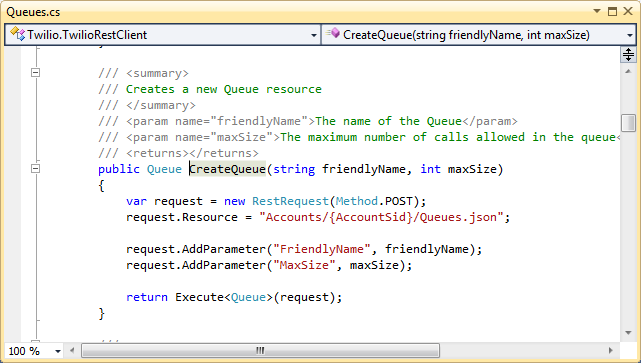 Queues.cs
Twilio.TwilioRestClient
CreateQueue(string friendlyName, int maxSize)
/// <summary>
/// Creates a new Queue resource
/// </summary>
/// <param name="friendlyName">The name of the Queue</param>
/// <param name="maxSize">The maximum number of calls allowed in the queue<
/// <returns></returns>
public Queue CreateQueue(string friendlyName, int maxSize)
{
var request = new RestRequest(Method.POST);
request.Resource = "Accounts/{AccountSid}/Queues.json";
request.AddParameter("FriendlyName", friendlyName);
request.AddParameter("MaxSize", maxSize);
return Execute<Queue>(request);
}
100 %